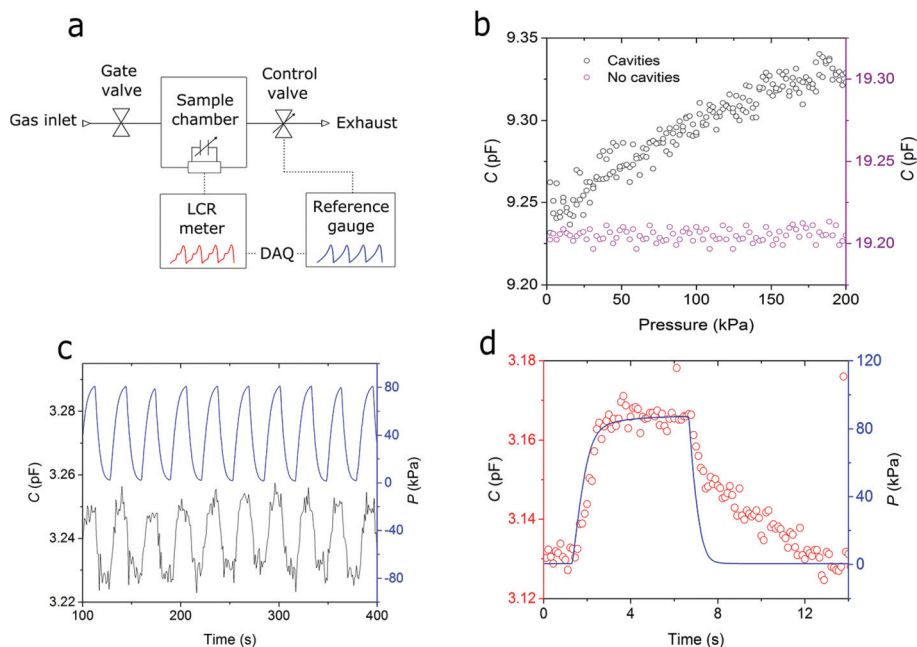 a
Gate
valve
Sample
chamber
Control
valve
Gas inlet
Exhaust
LCR
meter
DAQ
Reference
gauge
b
9.35
9.30
9.25
9.20
C (pF)
Cavities
No cavities
19.30
19.25
19.20
C (pF)
0 50 100 150 200
Pressure (kPa)
c
3.28
3.26
3.24
3.22
C (pF)
80
40
0
-40
-80
P (kPa)
100 200 300 400
Time (s)
d
3.18
3.16
3.14
3.12
C (pF)
120
80
40
0
P (kPa)
0 4 8 12
Time (s)